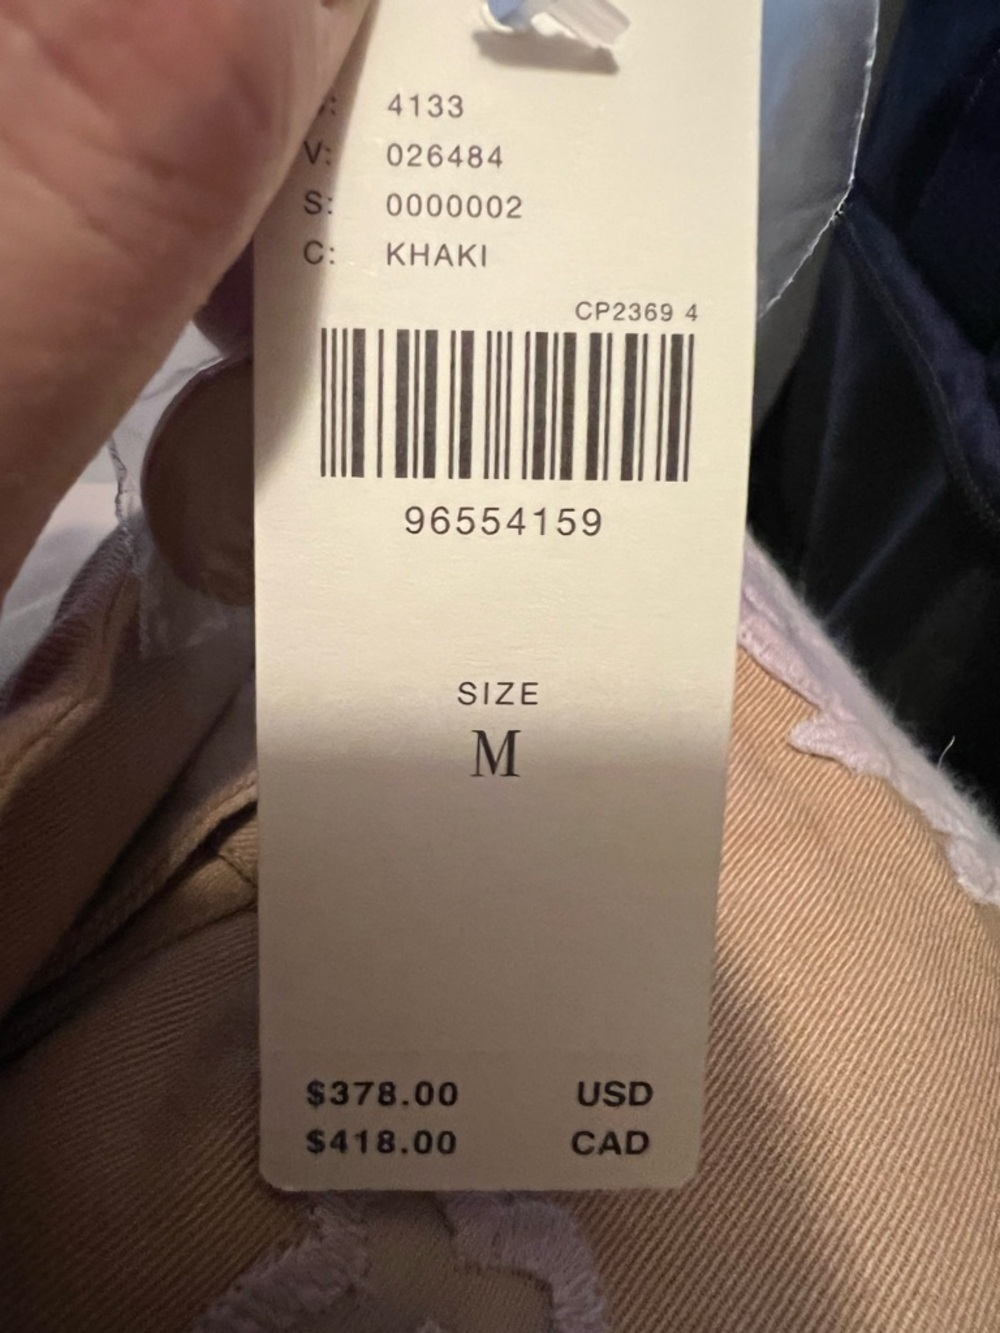 4133
V: 026484
S: 0000002
C: KHAKI
CP2369 4
96554159
SIZE
M
$378.00 USD
$418.00 CAD